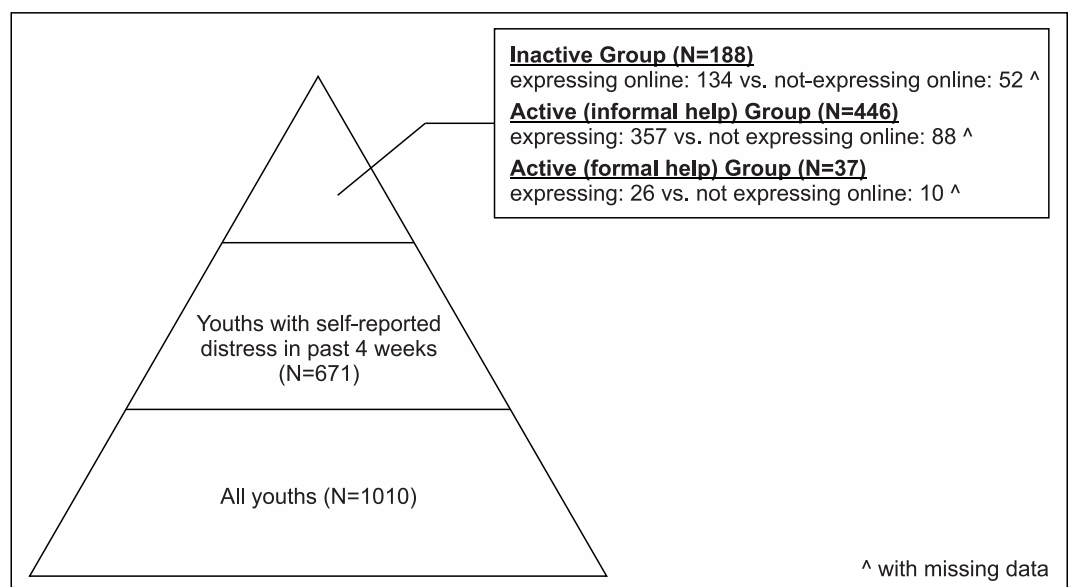 Inactive Group (N=188)
expressing online: 134 vs. not-expressing online: 52 ^
Active (informal help) Group (N=446)
expressing: 357 vs. not expressing online: 88 ^
Active (formal help) Group (N=37)
expressing: 26 vs. not expressing online: 10 ^
Youths with self-reported
distress in past 4 weeks
(N=671)
All youths (N=1010)
^ with missing data